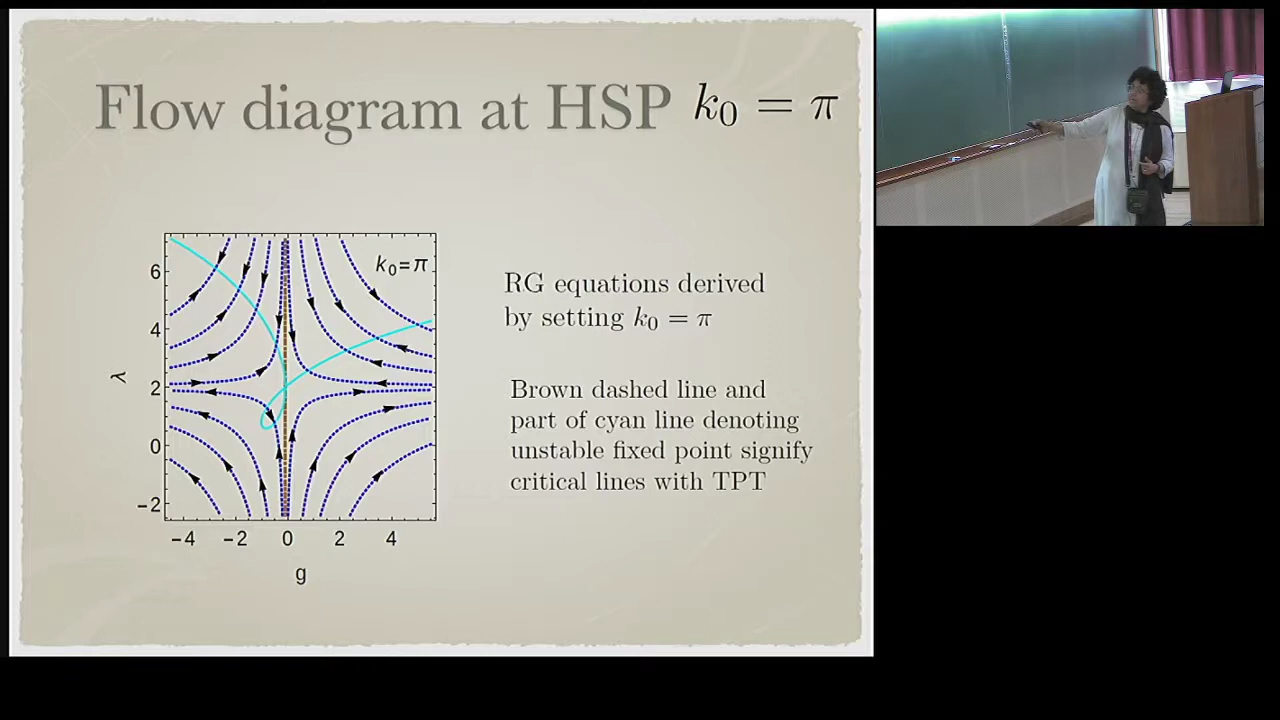 Flow diagram at HSP k₀ = π
k₀=π
6
4
2
0
−2
λ
−4 −2 0 2 4
g
RG equations derived
by setting k₀ = π
Brown dashed line and
part of cyan line denoting
unstable fixed point signify
critical lines with TPT